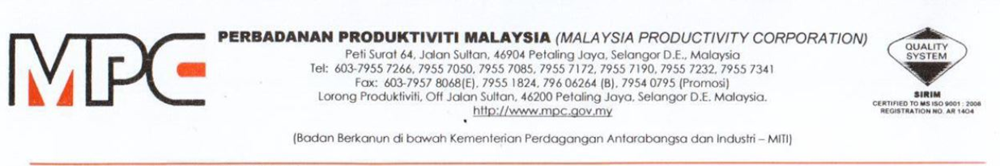 MPC
PERBADANAN PRODUKTIVITI MALAYSIA (MALAYSIA PRODUCTIVITY CORPORATION)
Peti Surat 64, Jalan Sultan, 46904 Petaling Jaya, Selangor D.E., Malaysia
Tel: 603-7955 7266, 7955 7050, 7955 7085, 7955 7172, 7955 7190, 7955 7232, 7955 7341
Fax: 603-7957 8068(E), 7955 1824, 796 06264 (B), 7954 0795 (Promosi)
Lorong Produktiviti, Off Jalan Sultan, 46200 Petaling Jaya, Selangor D.E. Malaysia.
http://www.mpc.gov.my
(Badan Berkanun di bawah Kementerian Perdagangan Antarabangsa dan Industri – MITI)
QUALITY
SYSTEM
SIRIM
CERTIFIED TO MS ISO 9001 : 2008
REGISTRATION NO. AR 1404